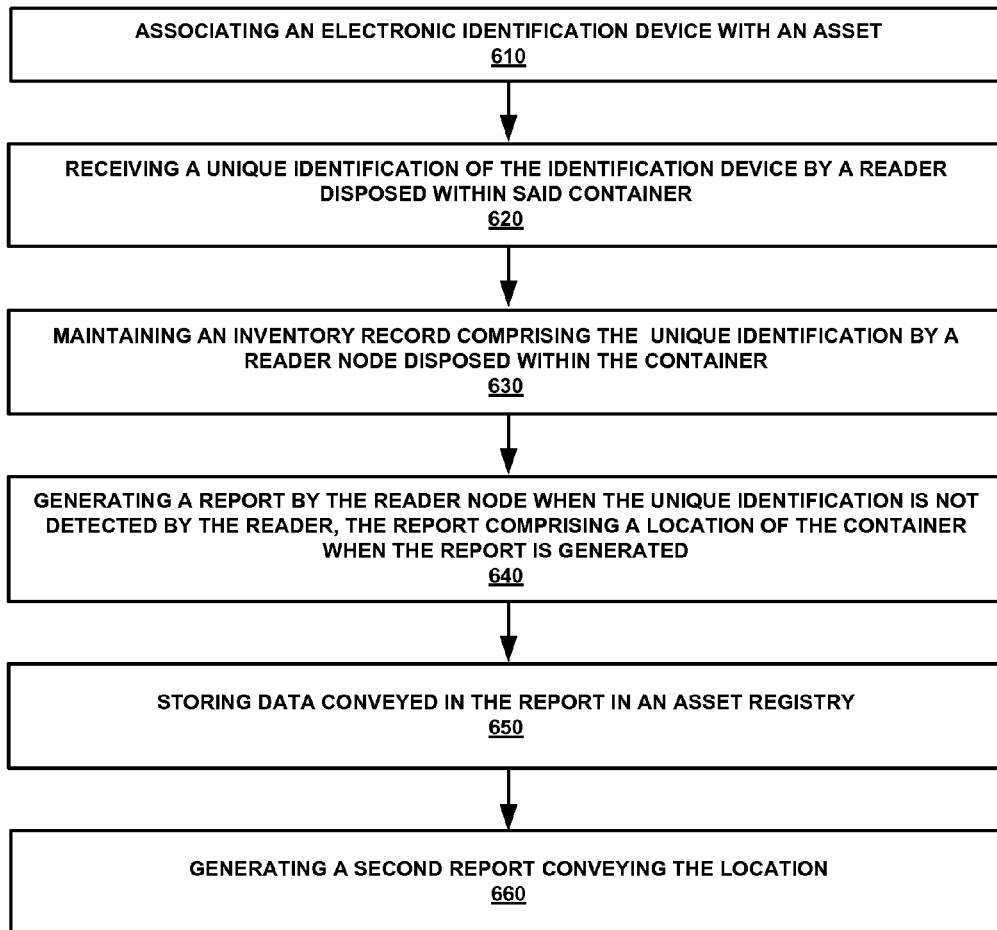 ASSOCIATING AN ELECTRONIC IDENTIFICATION DEVICE WITH AN ASSET
610
RECEIVING A UNIQUE IDENTIFICATION OF THE IDENTIFICATION DEVICE BY A READER
DISPOSED WITHIN SAID CONTAINER
620
MAINTAINING AN INVENTORY RECORD COMPRISING THE UNIQUE IDENTIFICATION BY A
READER NODE DISPOSED WITHIN THE CONTAINER
630
GENERATING A REPORT BY THE READER NODE WHEN THE UNIQUE IDENTIFICATION IS NOT
DETECTED BY THE READER, THE REPORT COMPRISING A LOCATION OF THE CONTAINER
WHEN THE REPORT IS GENERATED
640
STORING DATA CONVEYED IN THE REPORT IN AN ASSET REGISTRY
650
GENERATING A SECOND REPORT CONVEYING THE LOCATION
660